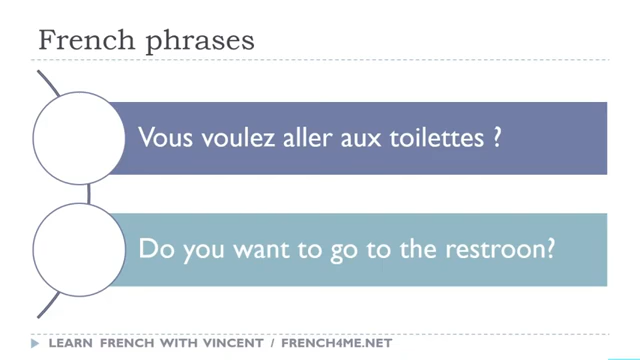 French phrases
Vous voulez aller aux toilettes ?
Do you want to go to the restroon?
LEARN FRENCH WITH VINCENT / FRENCH4ME.NET